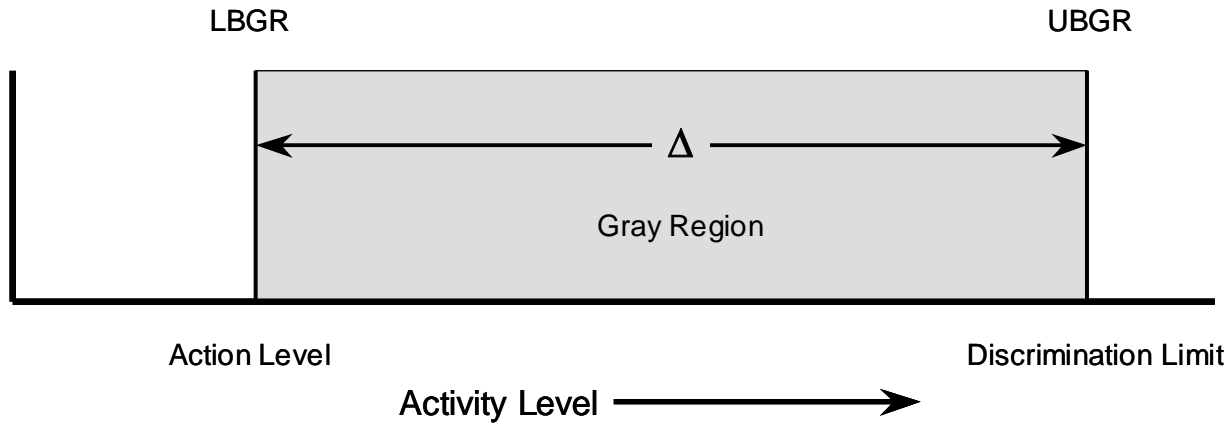 LBGR UBGR
Δ
Gray Region
Action Level Discrimination Limit
Activity Level